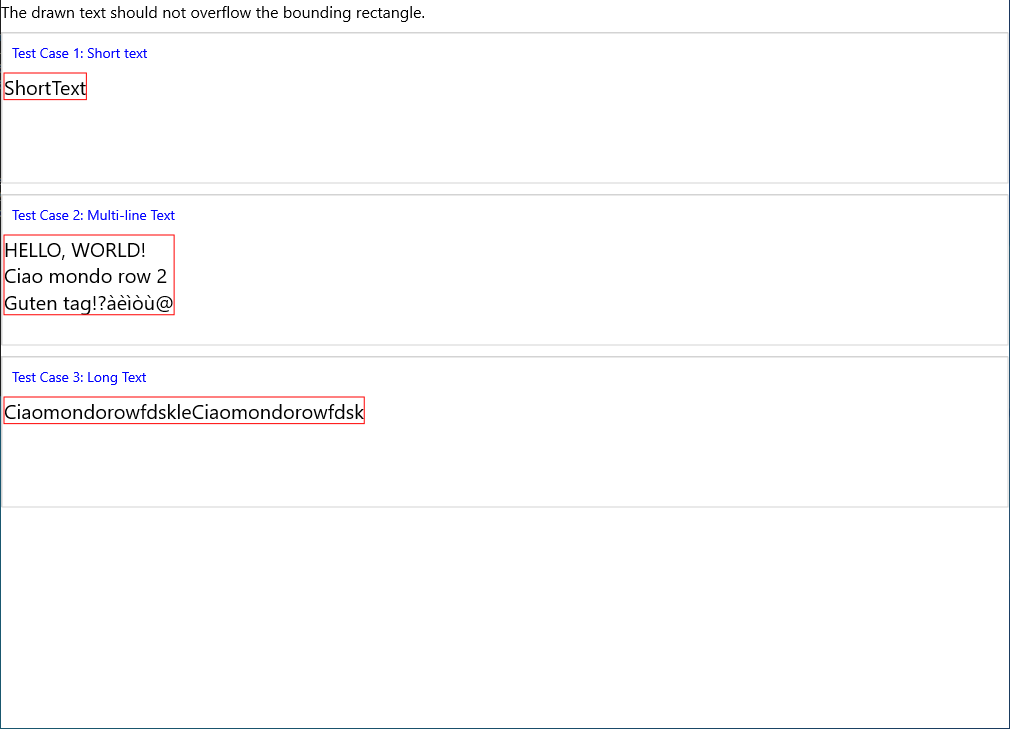 The drawn text should not overflow the bounding rectangle.
Test Case 1: Short text
ShortText
Test Case 2: Multi-line Text
HELLO, WORLD!
Ciao mondo row 2
Guten tag!?àèìòù@
Test Case 3: Long Text
CiaomondorowfdskleCiaomondorowfdsk